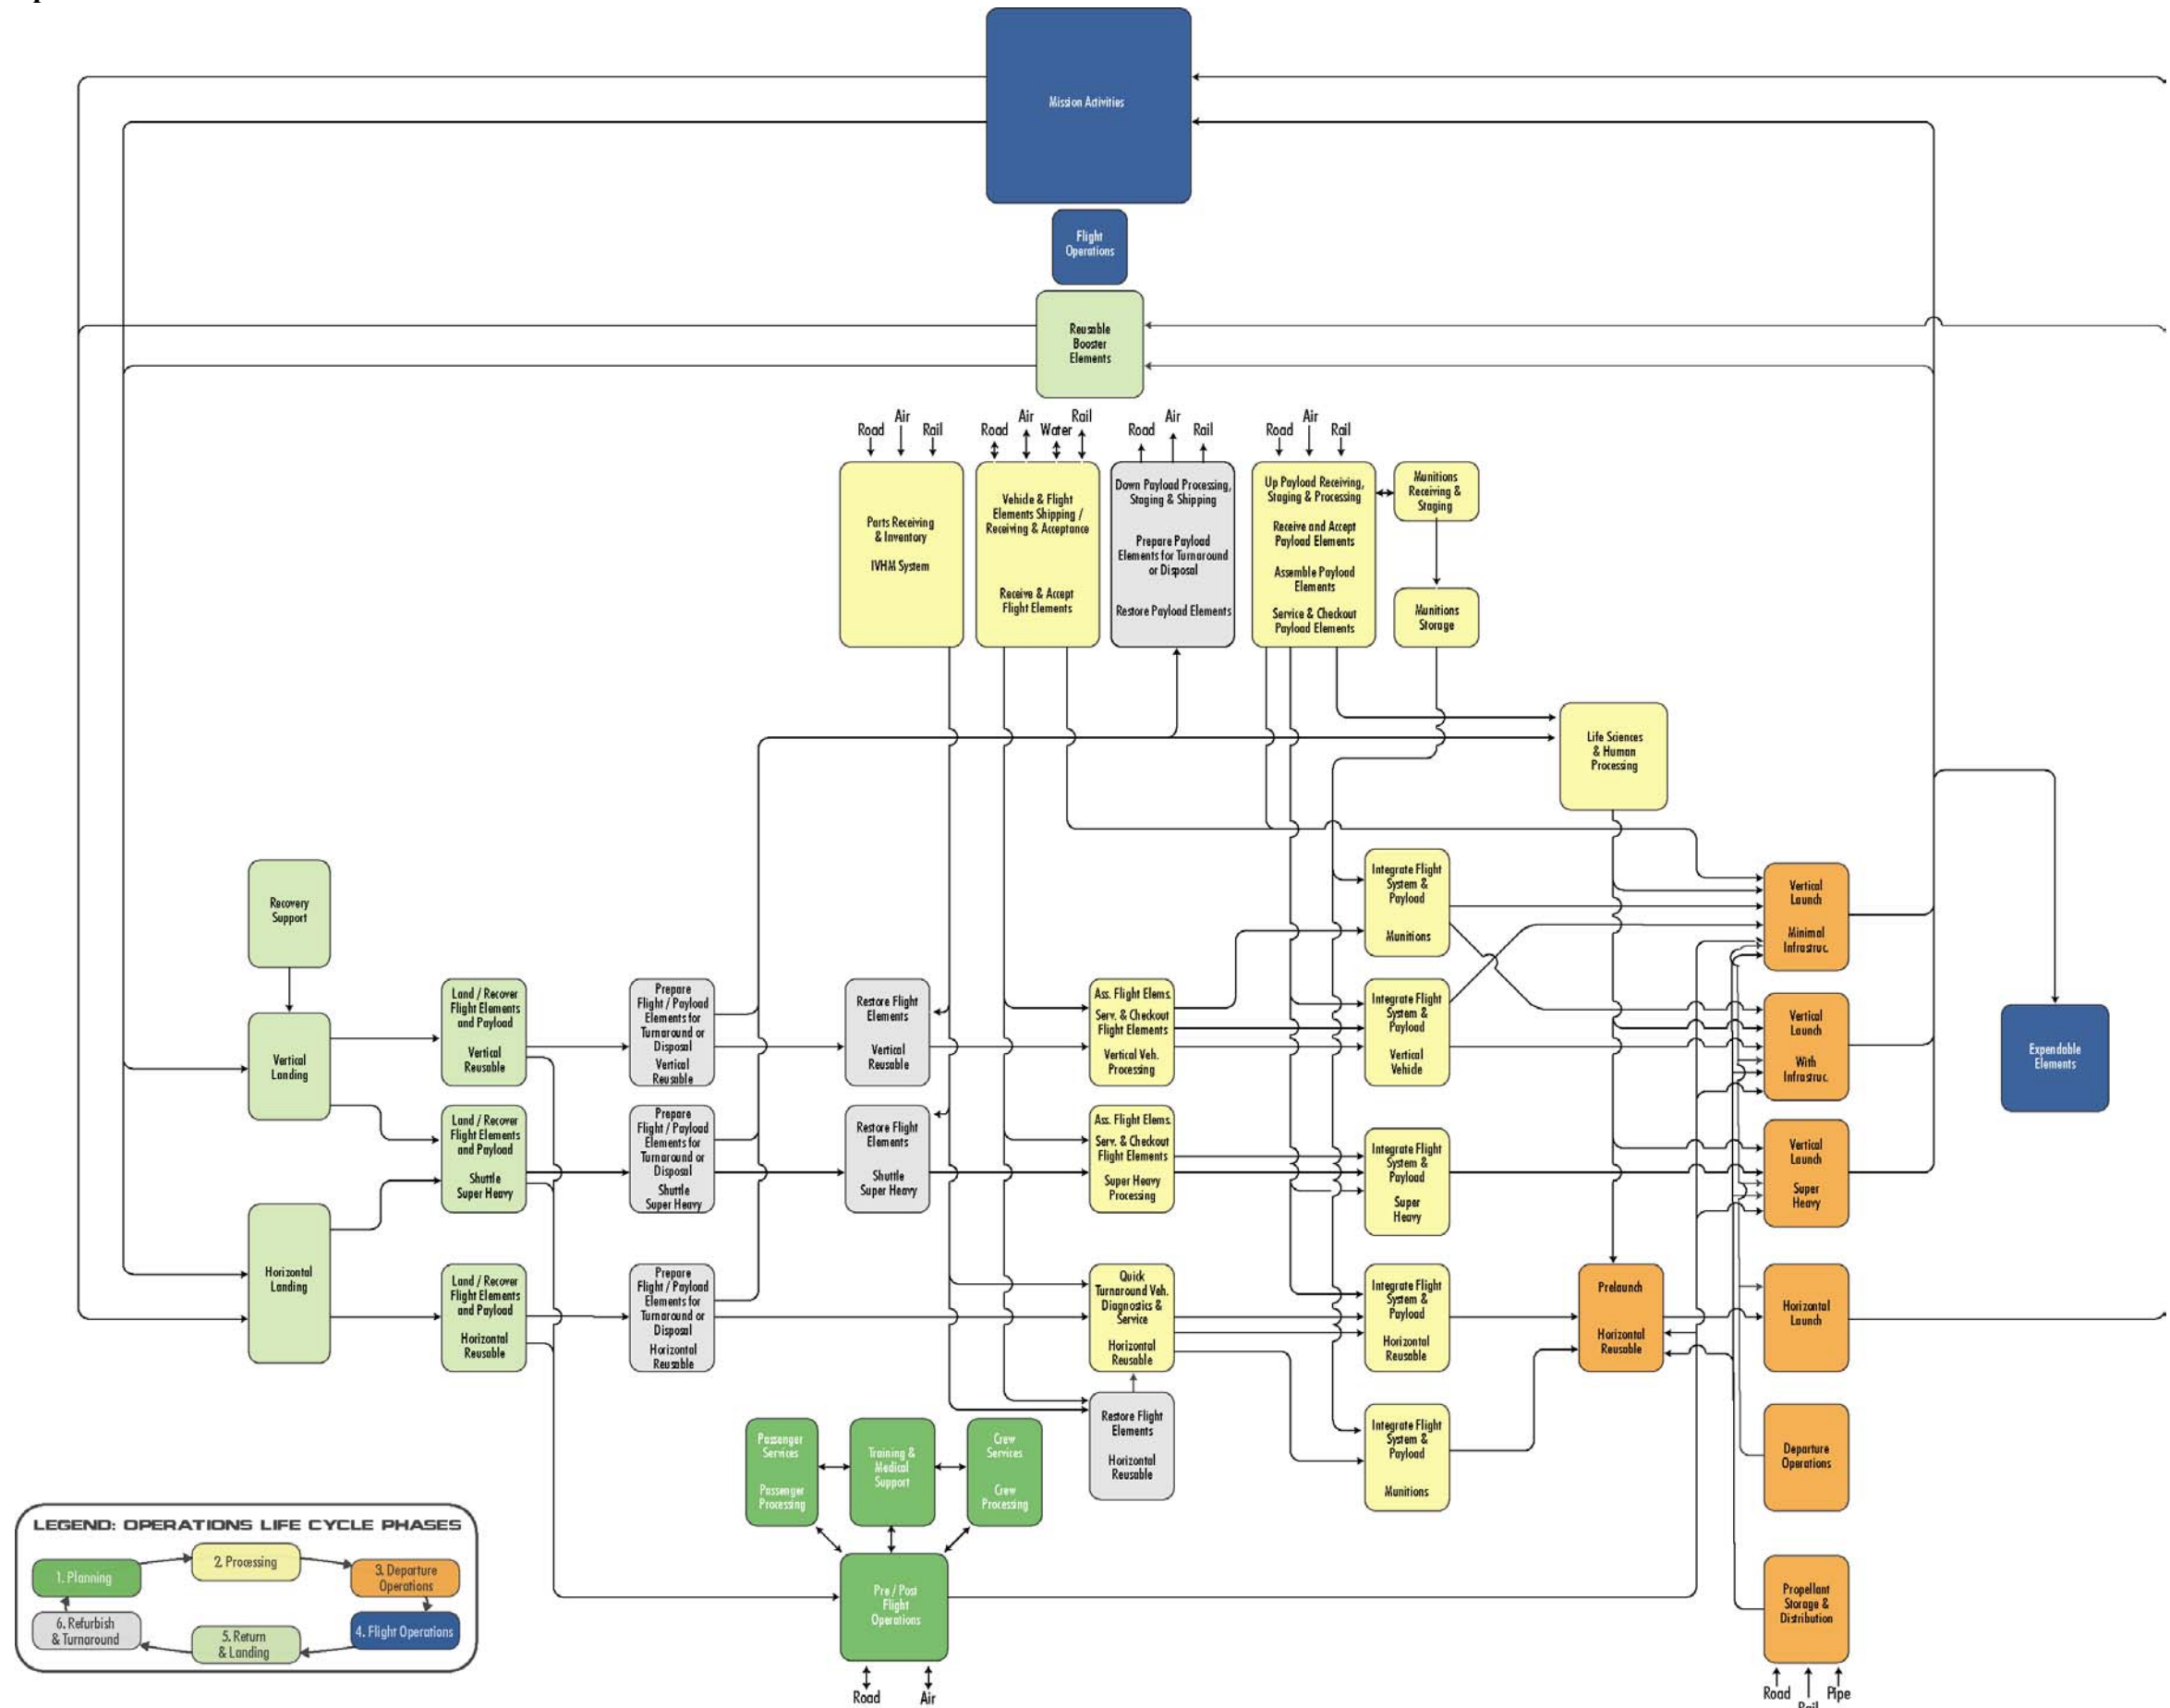 Mission Activities
Flight
Operations
Reusable
Booster
Elements
Road
Air
Rail
Road
Air
Water
Rail
Road
Air
Rail
Road
Air
Rail
Parts Receiving
& Inventory
IVHM System
Vehicle & Flight
Elements Shipping /
Receiving & Acceptance
Receive & Accept
Flight Elements
Down Payload Processing,
Staging & Shipping
Prepare Payload
Elements for Turnaround
or Disposal
Restore Payload Elements
Up Payload Receiving,
Staging & Processing
Receive and Accept
Payload Elements
Assemble Payload
Elements
Service & Checkout
Payload Elements
Munitions
Receiving &
Staging
Munitions
Storage
Life Sciences
& Human
Processing
Recovery
Support
Vertical
Landing
Horizontal
Landing
Land / Recover
Flight Elements
and Payload
Vertical
Reusable
Land / Recover
Flight Elements
and Payload
Shuttle
Super Heavy
Land / Recover
Flight Elements
and Payload
Horizontal
Reusable
Prepare
Flight / Payload
Elements for
Turnaround or
Disposal
Vertical
Reusable
Prepare
Flight / Payload
Elements for
Turnaround or
Disposal
Shuttle
Super Heavy
Prepare
Flight / Payload
Elements for
Turnaround or
Disposal
Horizontal
Reusable
Restore Flight
Elements
Vertical
Reusable
Restore Flight
Elements
Shuttle
Super Heavy
Ass. Flight Elems.
Serv. & Checkout
Flight Elements
Vertical Veh.
Processing
Ass. Flight Elems.
Serv. & Checkout
Flight Elements
Super Heavy
Processing
Quick
Turnaround Veh.
Diagnostics &
Service
Horizontal
Reusable
Restore Flight
Elements
Horizontal
Reusable
Integrate Flight
System &
Payload
Munitions
Integrate Flight
System &
Payload
Vertical
Vehicle
Integrate Flight
System &
Payload
Super
Heavy
Integrate Flight
System &
Payload
Horizontal
Reusable
Integrate Flight
System &
Payload
Munitions
Prelaunch
Horizontal
Reusable
Vertical
Launch
Minimal
Infrastruc.
Vertical
Launch
With
Infrastruc.
Vertical
Launch
Super
Heavy
Horizontal
Launch
Departure
Operations
Propellant
Storage &
Distribution
Road
Rail
Pipe
Expendable
Elements
Passenger
Services
Passenger
Processing
Training &
Medical
Support
Crew
Services
Crew
Processing
Pre / Post
Flight
Operations
Road
Air
LEGEND: OPERATIONS LIFE CYCLE PHASES
1. Planning
2. Processing
3. Departure
Operations
4. Flight Operations
5. Return
& Landing
6. Refurbish
& Turnaround